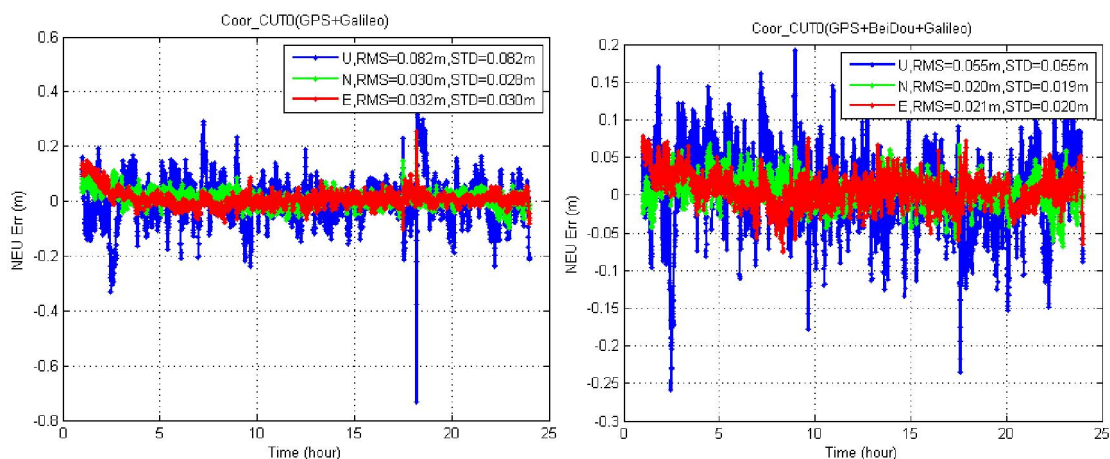 Coor_CUT0(GPS+Galileo)
U,RMS=0.082m,STD=0.082m
N,RMS=0.030m,STD=0.028m
E,RMS=0.032m,STD=0.030m
0.6
0.4
0.2
0
-0.2
-0.4
-0.6
-0.8
NEU Err (m)
0 5 10 15 20 25
Time (hour)
Coor_CUT0(GPS+BeiDou+Galileo)
U,RMS=0.055m,STD=0.055m
N,RMS=0.020m,STD=0.019m
E,RMS=0.021m,STD=0.020m
0.2
0.15
0.1
0.05
0
-0.05
-0.1
-0.15
-0.2
-0.25
-0.3
NEU Err (m)
0 5 10 15 20 25
Time (hour)